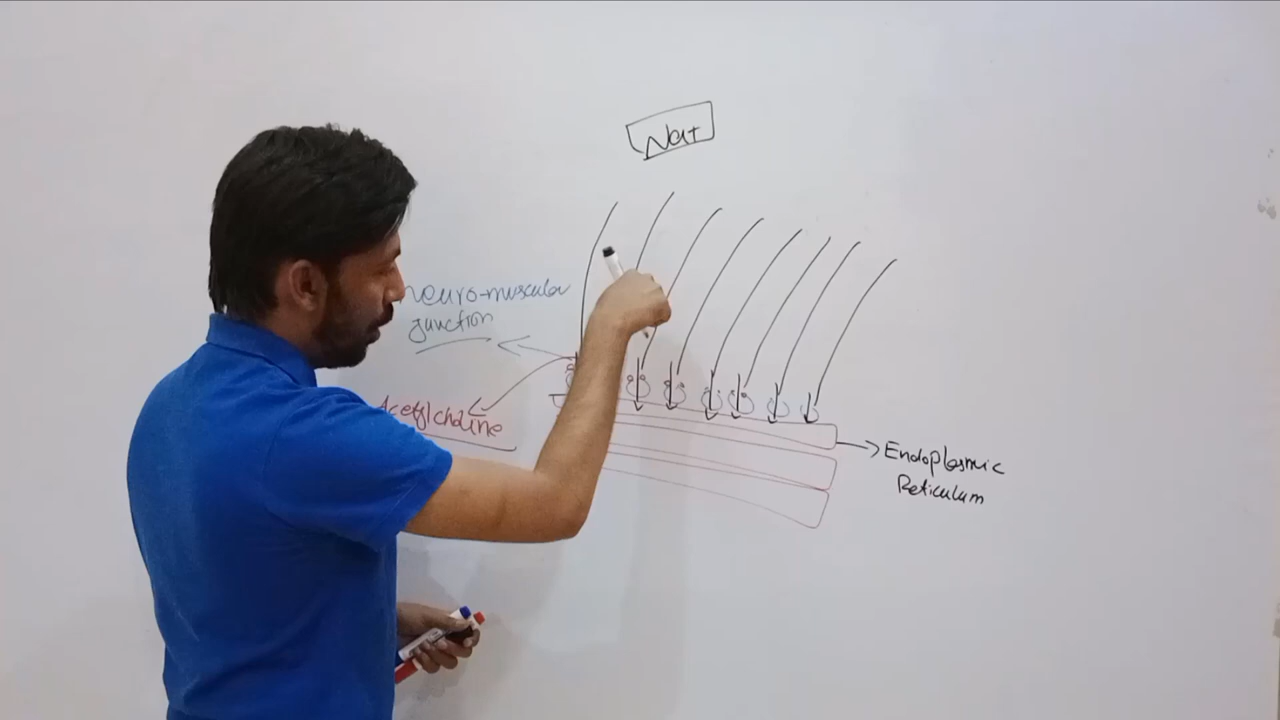 Na+
neuro-muscular
junction
Acetylcholine
Endoplasmic
Reticulum